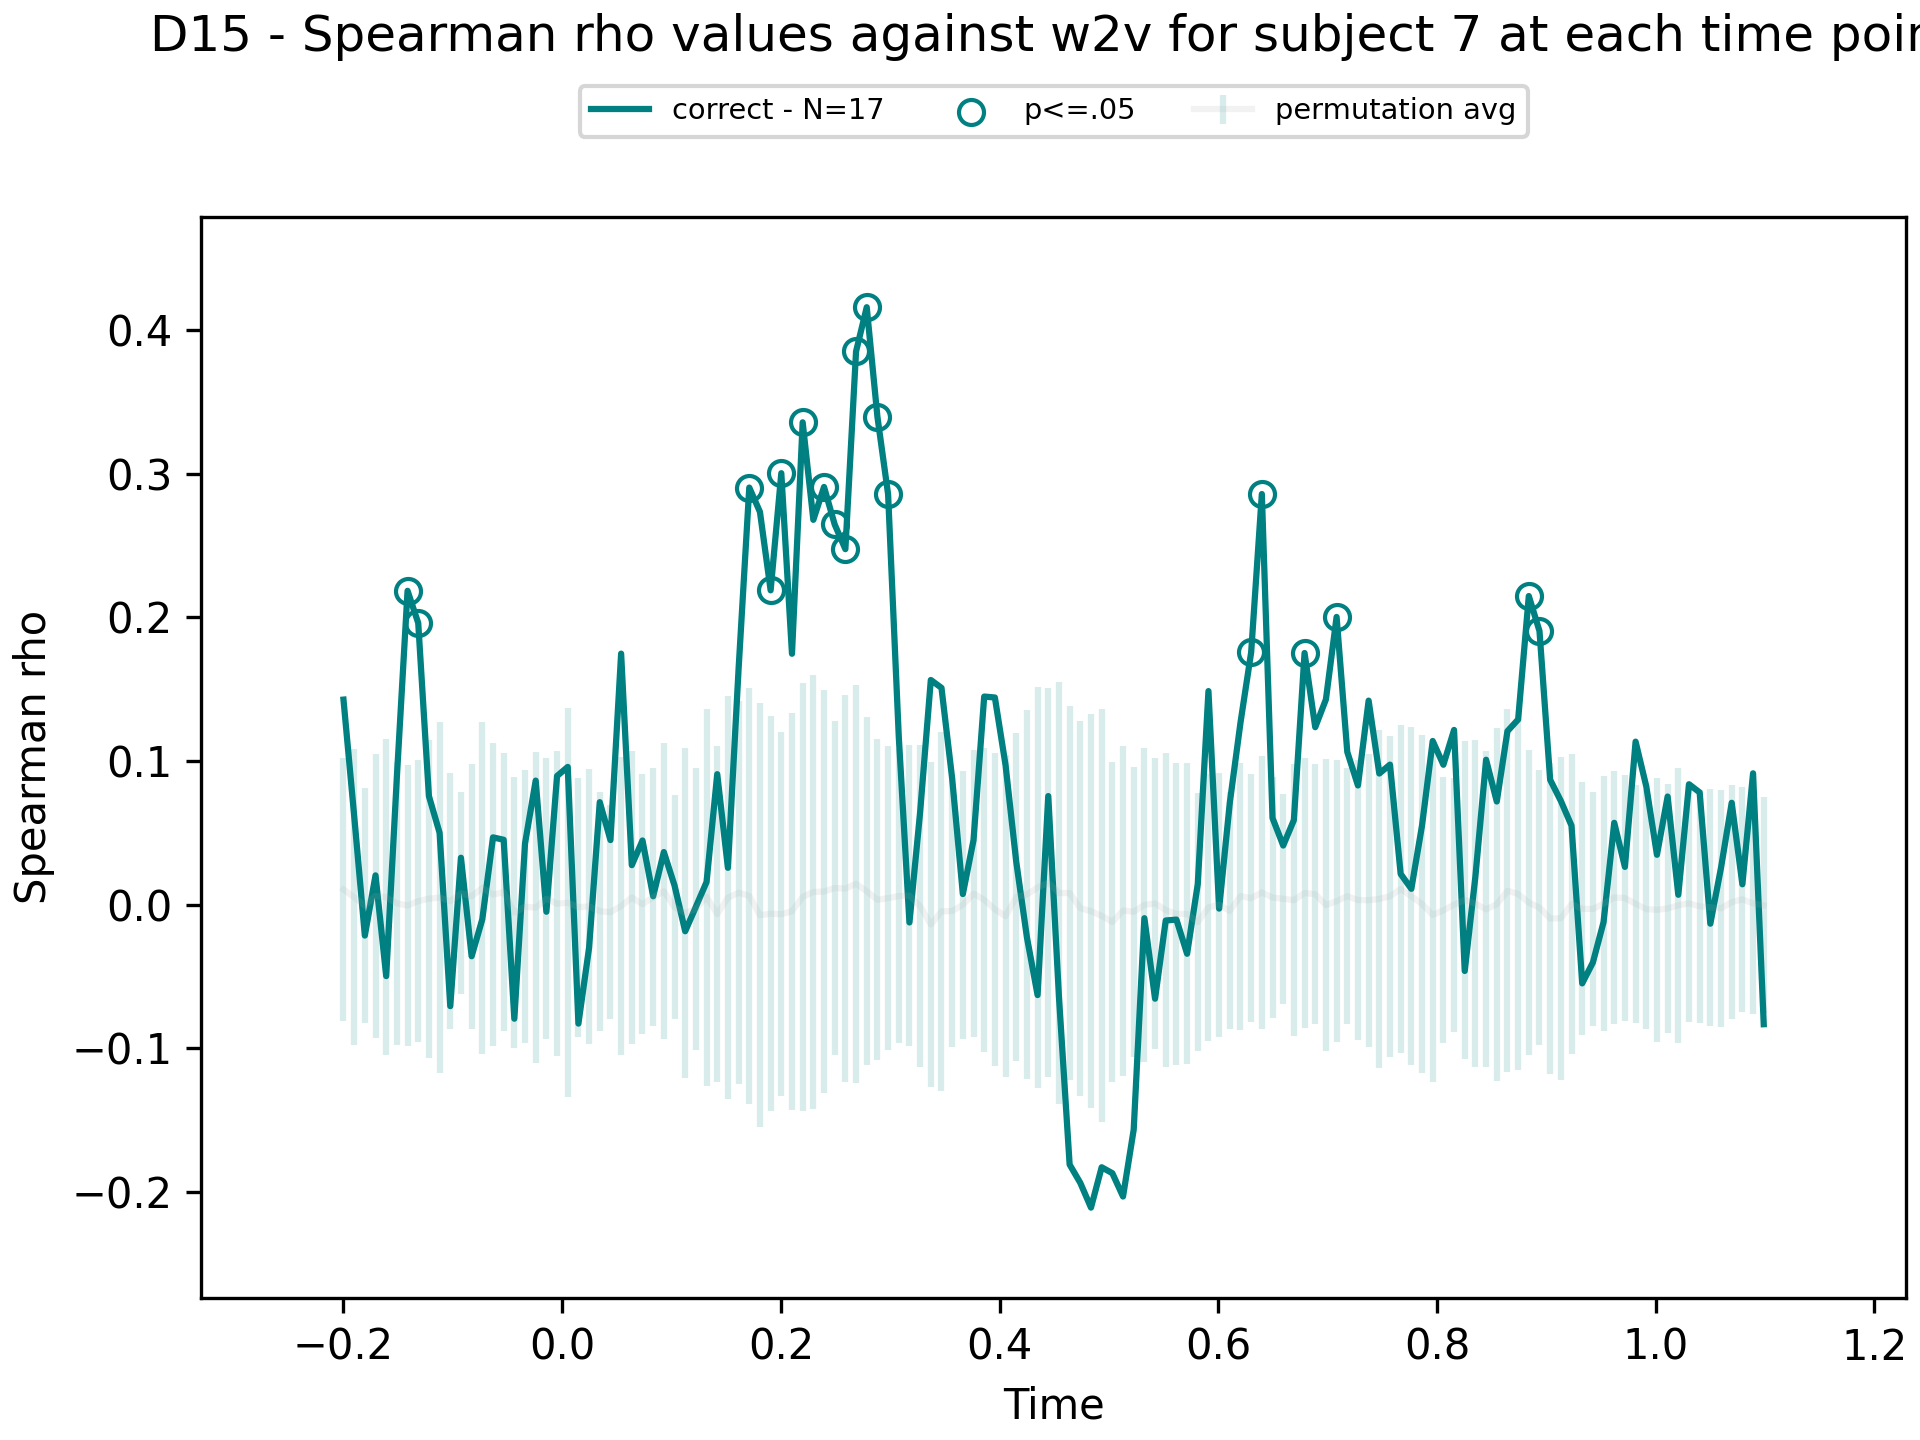 D15 - Spearman rho values against w2v for subject 7 at each time
correct - N=17
p<=.05
permutation avg
0.4
0.3
0.2
0.1
0.0
−0.1
−0.2
Spearman rho
−0.2 0.0 0.2 0.4 0.6 0.8 1.0 1.2
Time